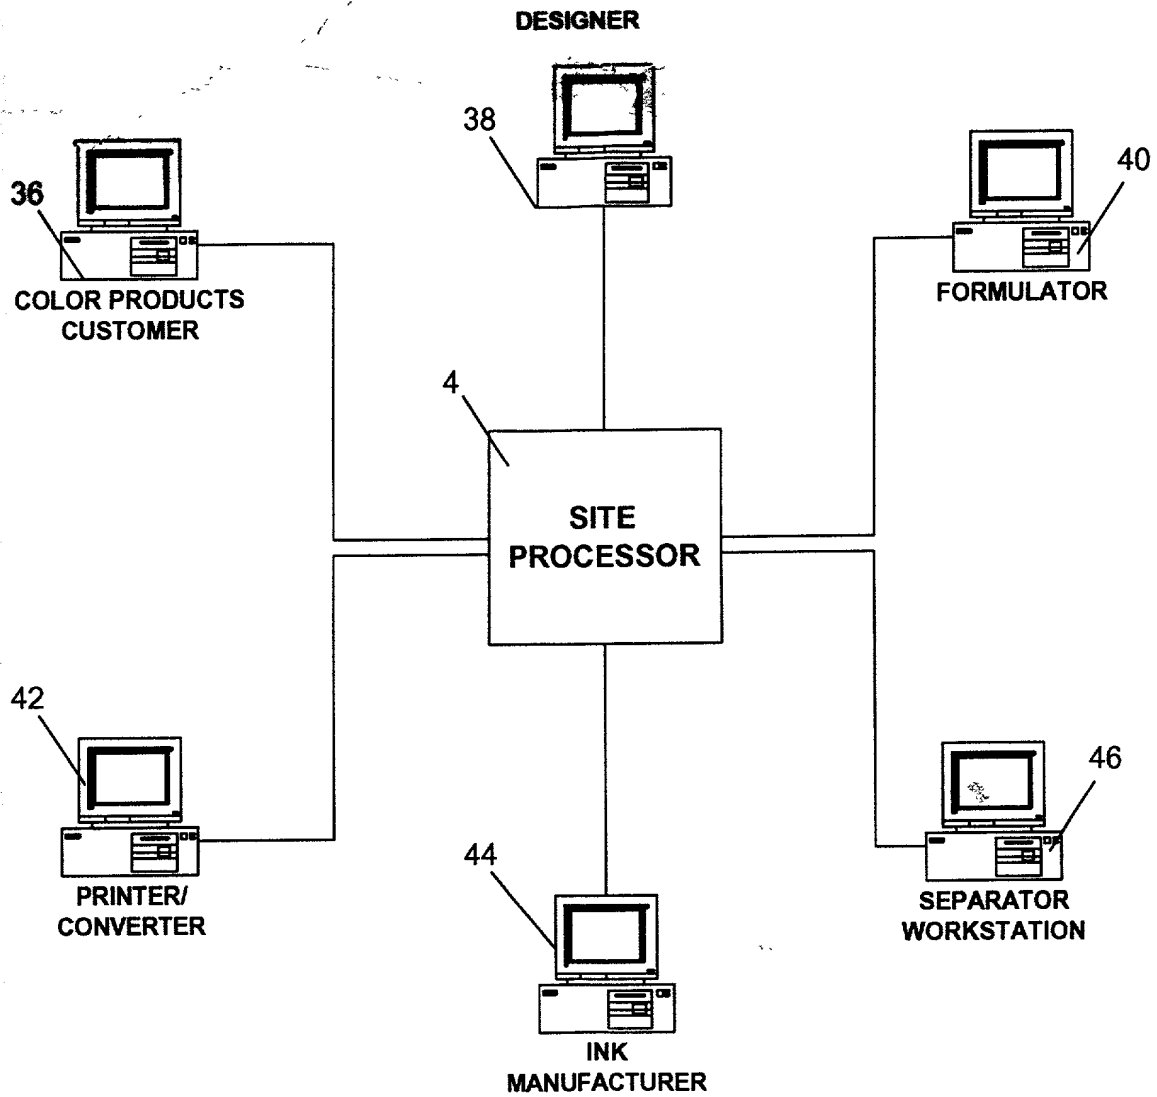 DESIGNER
38
36
COLOR PRODUCTS
CUSTOMER
40
FORMULATOR
4
SITE
PROCESSOR
42
PRINTER/
CONVERTER
44
INK
MANUFACTURER
46
SEPARATOR
WORKSTATION